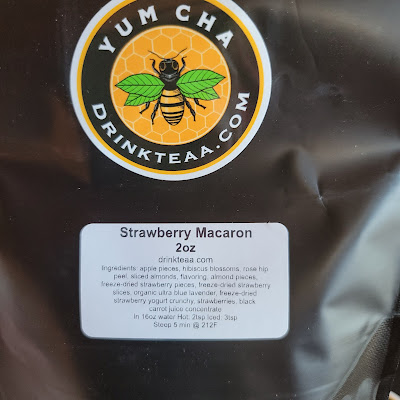 YUM CHA
DRINKTEAA.COM
Strawberry Macaron
2oz
drinkteaa.com
Ingredients: apple pieces, hibiscus blossoms, rose hip
peel, sliced almonds, flavoring, almond pieces,
freeze-dried strawberry pieces, freeze-dried strawberry
slices, organic ultra blue lavender, freeze-dried
strawberry yogurt crunchy, strawberries, black
carrot juice concentrate
In 16oz water Hot: 2tsp Iced: 3tsp
Steep 5 min @ 212F